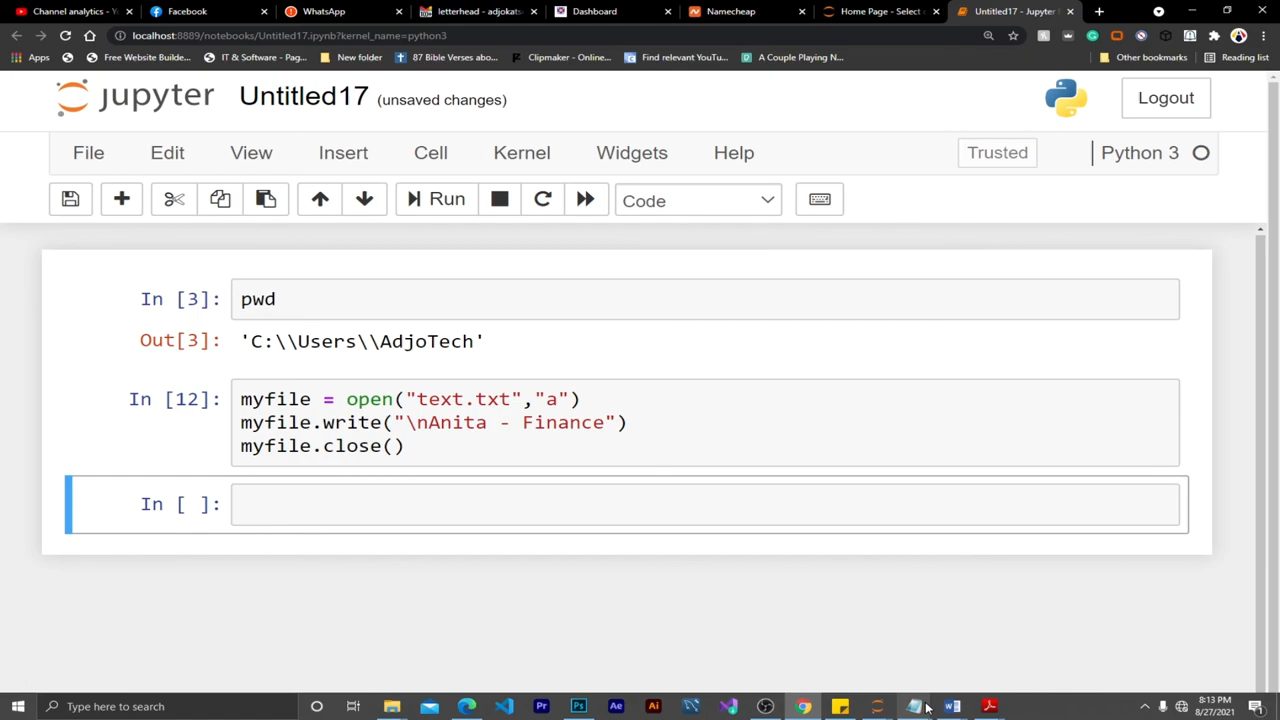 Channel analytics - Y
Facebook
WhatsApp
letterhead - adjokats
Dashboard
Namecheap
Home Page - Select
Untitled17 - Jupyter
localhost:8889/notebooks/Untitled17.ipynb?kernel_name=python3
Apps
Free Website Builde...
IT & Software - Pag...
New folder
87 Bible Verses abo...
Clipmaker - Online...
Find relevant YouTu...
A Couple Playing N...
Other bookmarks
Reading list
jupyter
Untitled17
(unsaved changes)
Logout
File
Edit
View
Insert
Cell
Kernel
Widgets
Help
Trusted
Python 3
Run
Code
In [3]:
pwd
Out[3]:
'C:\\Users\\AdjoTech'
In [12]:
myfile = open("text.txt","a")
myfile.write("\nAnita - Finance")
myfile.close()
In [ ]:
Type here to search
8:13 PM
8/27/2021